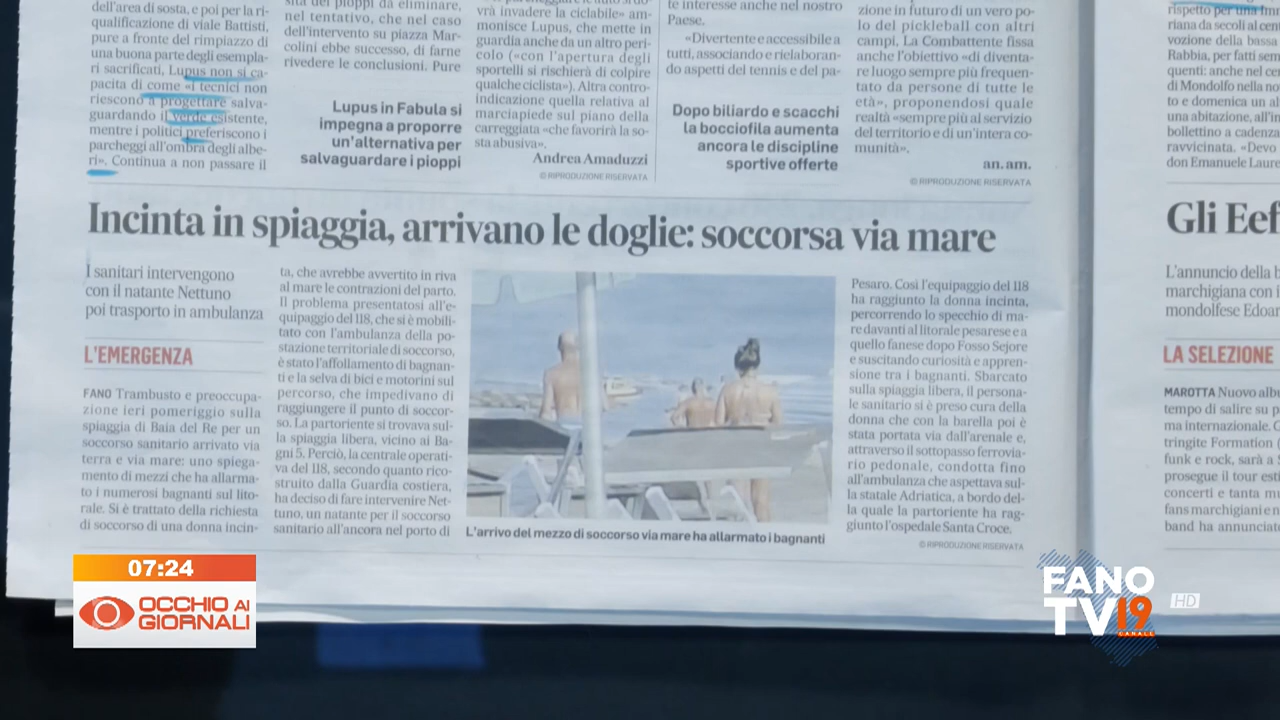 dell'area di sosta, e poi per la ri-
qualificazione di viale Battisti,
pure a fronte del rimpiazzo di
una buona parte degli esempla-
ri sacrificati, Lupus non si ca-
pacita di come «i tecnici non
riescono a progettare salva-
guardando il verde esistente,
mentre i politici preferiscono i
parcheggi all'ombra degli albe-
ri». Continua a non passare il
dei pioppi da eliminare,
nel tentativo, che nel caso
dell'intervento su piazza Mar-
colini ebbe successo, di farne
rivedere le conclusioni. Pure
Lupus in Fabula si
impegna a proporre
un'alternativa per
salvaguardare i pioppi
vrà invadere la ciclabile» am-
monisce Lupus, che mette in
guardia anche da un altro peri-
colo («con l'apertura degli
sportelli si rischierà di colpire
qualche ciclista»). Altra contro-
indicazione quella relativa al
marciapiede sul piano della
carreggiata «che favorirà la so-
sta abusiva».
Andrea Amaduzzi
© RIPRODUZIONE RISERVATA
te interesse anche nel nostro
Paese.
«Divertente e accessibile a
tutti, associando e rielaboran-
do aspetti del tennis e del pa-
Dopo biliardo e scacchi
la bocciofila aumenta
ancora le discipline
sportive offerte
zione in futuro di un vero po-
lo del pickleball con altri
campi, La Combattente fissa
anche l'obiettivo «di diventa-
re luogo sempre più frequen-
tato da persone di tutte le
età», proponendosi quale
realtà «sempre più al servizio
del territorio e di un'intera co-
munità».
an. am.
© RIPRODUZIONE RISERVATA
Incinta in spiaggia, arrivano le doglie: soccorsa via mare
I sanitari intervengono
con il natante Nettuno
poi trasporto in ambulanza
L'EMERGENZA
FANO Trambusto e preoccupa-
zione ieri pomeriggio sulla
spiaggia di Baia del Re per un
soccorso sanitario arrivato via
terra e via mare: uno spiega-
mento di mezzi che ha allarma-
to i numerosi bagnanti sul lito-
rale. Si è trattato della richiesta
di soccorso di una donna incin-
ta, che avrebbe avvertito in riva
al mare le contrazioni del parto.
Il problema presentatosi all'e-
quipaggio del 118, che si è mobili-
tato con l'ambulanza della po-
stazione territoriale di soccorso,
è stato l'affollamento di bagnan-
ti e la selva di bici e motorini sul
percorso, che impedivano di
raggiungere il punto di soccor-
so. La partoriente si trovava sul-
la spiaggia libera, vicino ai Ba-
gni 5. Perciò, la centrale operati-
va del 118, secondo quanto rico-
struito dalla Guardia costiera,
ha deciso di fare intervenire Net-
tuno, un natante per il soccorso
sanitario all'ancora nel porto di
L'arrivo del mezzo di soccorso via mare ha allarmato i bagnanti
Pesaro. Così l'equipaggio del 118
ha raggiunto la donna incinta,
percorrendo lo specchio di ma-
re davanti al litorale pesarese e a
quello fanese dopo Fosso Sejore
e suscitando curiosità e appren-
sione tra i bagnanti. Sbarcato
sulla spiaggia libera, il persona-
le sanitario si è preso cura della
donna che con la barella poi è
stata portata via dall'arenale e,
attraverso il sottopasso ferrovia-
rio pedonale, condotta fino
all'ambulanza che aspettava sul-
la statale Adriatica, a bordo del-
la quale la partoriente ha rag-
giunto l'ospedale Santa Croce.
© RIPRODUZIONE RISERVATA
rispetto per una
riana da secoli al cen
vozione della bassa
Rabbia, per fatti sem
quenti: anche nel ce
di Mondolfo nella no
to e domenica un al
una abitazione, all'in
bollettino a cadenza
ravvicinata. «Devo
don Emanuele Laure
Gli Eef
L'annuncio della b
marchigiana con i
mondolfese Edoar
LA SELEZIONE
MAROTTA Nuovo albu
tempo di salire su p
ma internazionale. G
tringite Formation
funk e rock, sarà a S
prosegue il tour est
concerti e tanta mu
fans marchigiani e n
band ha annunciat
07:24
OCCHIO AI
GIORNALI
FANO
TV 19
CANALE
HD